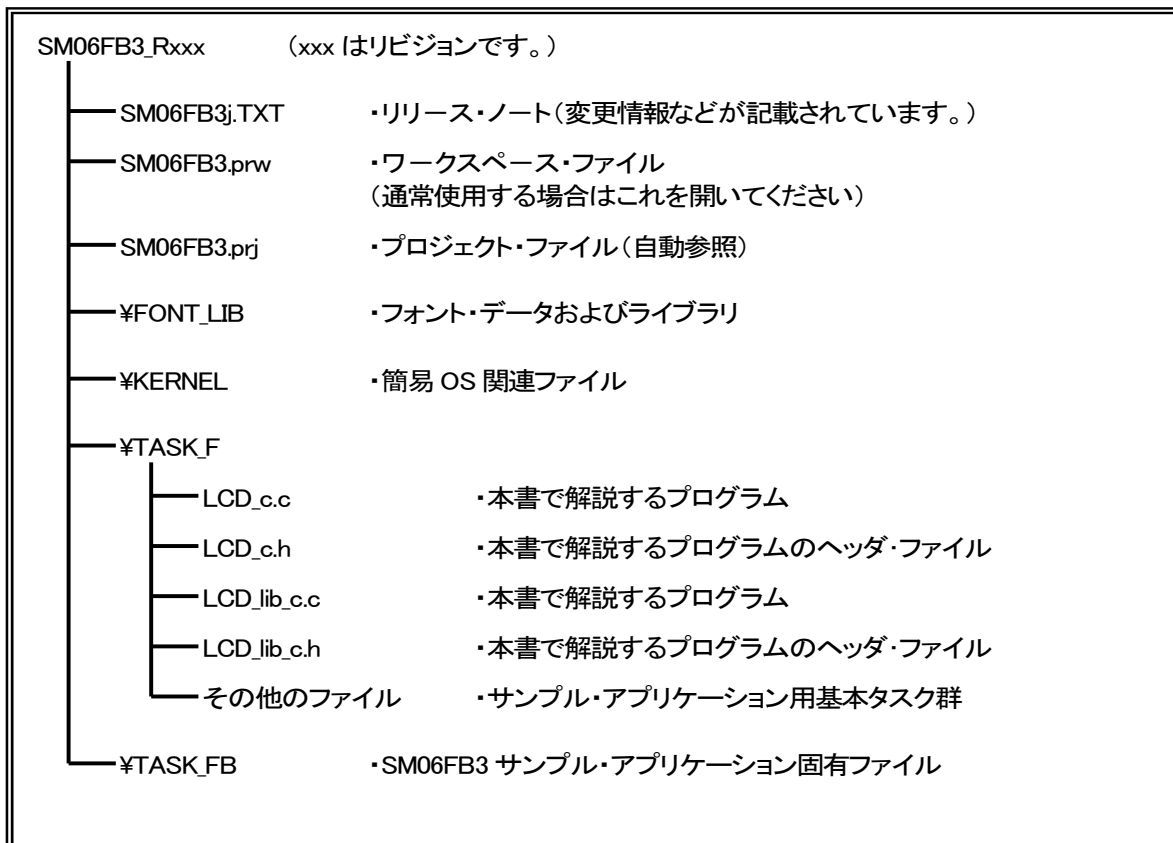 SM06FB3_Rxxx （xxx はリビジョンです。）
SM06FB3j.TXT ・リリース・ノート（変更情報などが記載されています。）
SM06FB3.prw ・ワークスペース・ファイル
（通常使用する場合はこれを開いてください）
SM06FB3.prj ・プロジェクト・ファイル（自動参照）
¥FONT_LIB ・フォント・データおよびライブラリ
¥KERNEL ・簡易 OS 関連ファイル
¥TASK_F
LCD_c.c ・本書で解説するプログラム
LCD_c.h ・本書で解説するプログラムのヘッダ・ファイル
LCD_lib_c.c ・本書で解説するプログラム
LCD_lib_c.h ・本書で解説するプログラムのヘッダ・ファイル
その他のファイル ・サンプル・アプリケーション用基本タスク群
¥TASK_FB ・SM06FB3 サンプル・アプリケーション固有ファイル